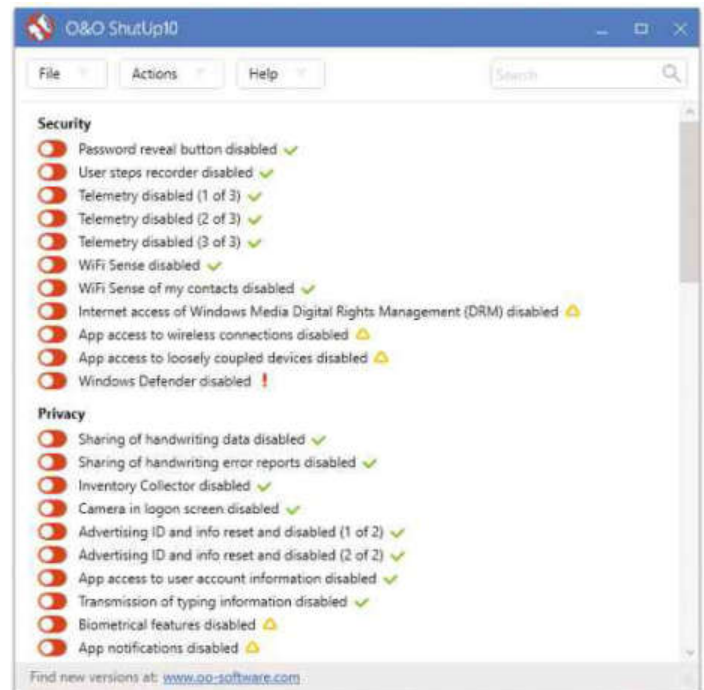 O&O ShutUp10
File Actions Help Search
Security
Password reveal button disabled
User steps recorder disabled
Telemetry disabled (1 of 3)
Telemetry disabled (2 of 3)
Telemetry disabled (3 of 3)
WiFi Sense disabled
WiFi Sense of my contacts disabled
Internet access of Windows Media Digital Rights Management (DRM) disabled
App access to wireless connections disabled
App access to loosely coupled devices disabled
Windows Defender disabled
Privacy
Sharing of handwriting data disabled
Sharing of handwriting error reports disabled
Inventory Collector disabled
Camera in logon screen disabled
Advertising ID and info reset and disabled (1 of 2)
Advertising ID and info reset and disabled (2 of 2)
App access to user account information disabled
Transmission of typing information disabled
Biometrical features disabled
App notifications disabled
Find new versions at: www.oo-software.com